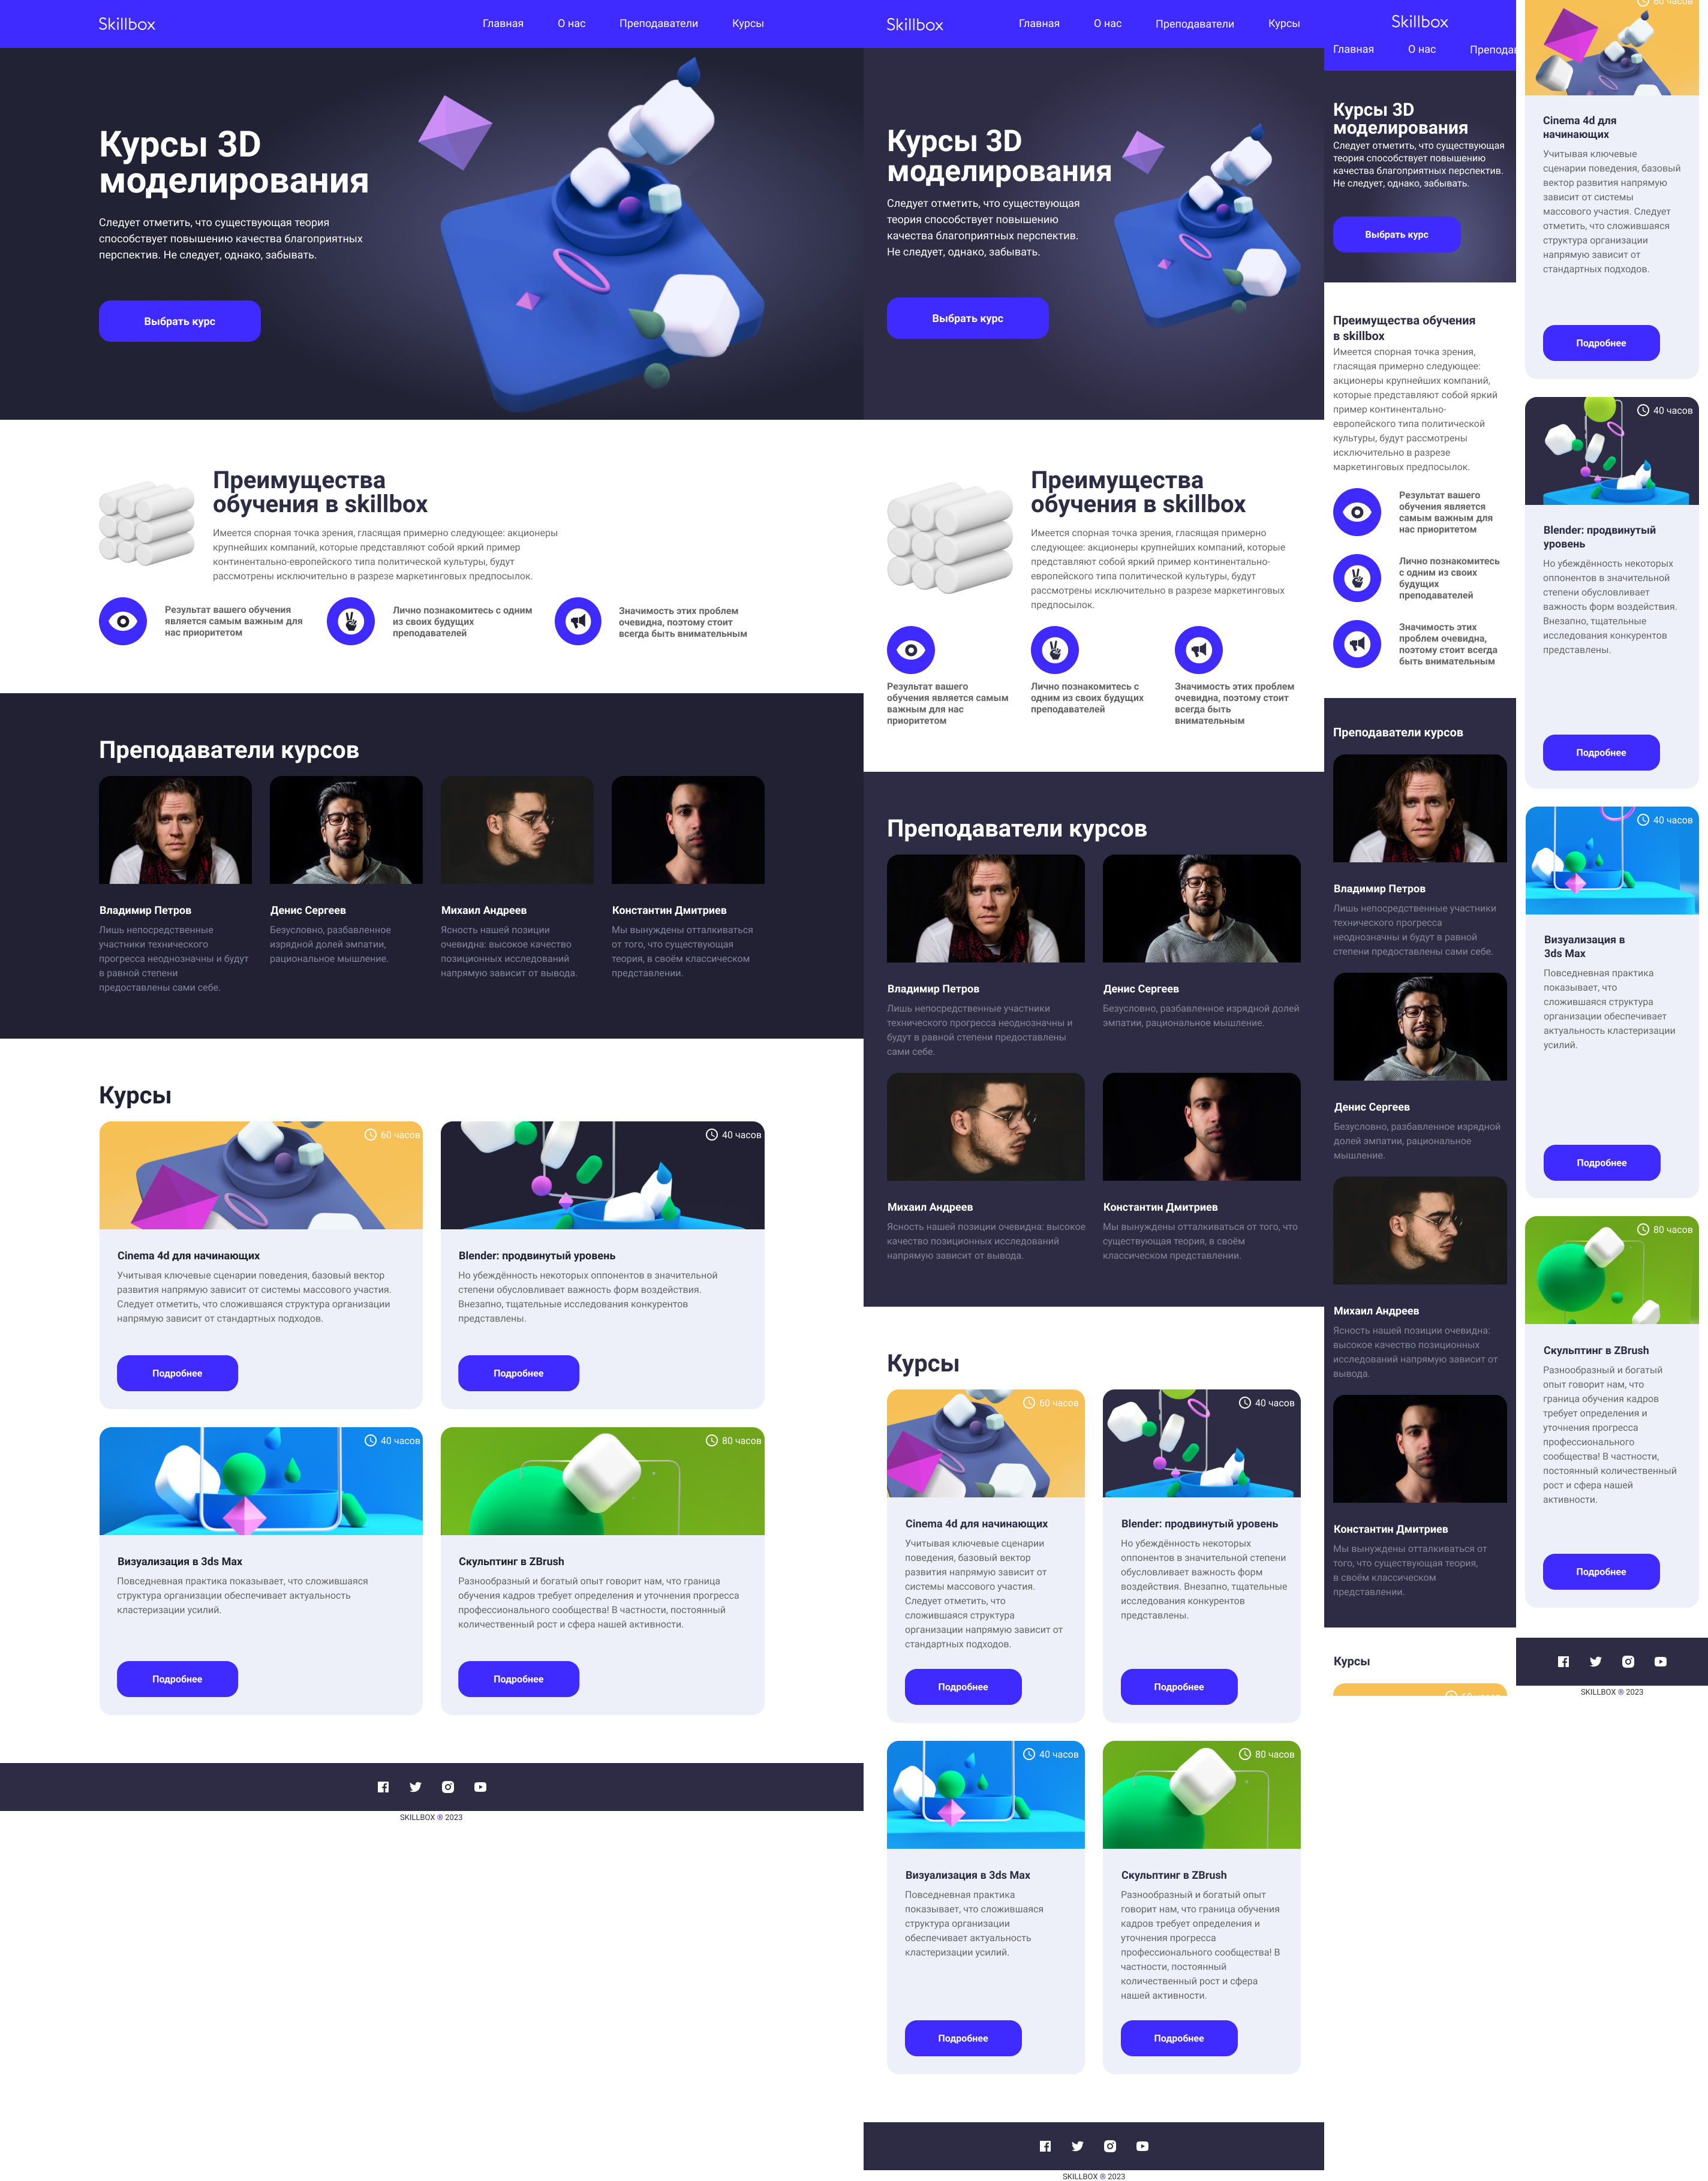 Skillbox
Главная
О нас
Преподаватели
Курсы
Курсы 3D
моделирования
Следует отметить, что существующая теория
способствует повышению качества благоприятных
перспектив. Не следует, однако, забывать.
Выбрать курс
Преимущества
обучения в skillbox
Имеется спорная точка зрения, гласящая примерно следующее: акционеры
крупнейших компаний, которые представляют собой яркий пример
континентально-европейского типа политической культуры, будут
рассмотрены исключительно в разрезе маркетинговых предпосылок.
Результат вашего обучения
является самым важным для
нас приоритетом
Лично познакомитесь с одним
из своих будущих
преподавателей
Значимость этих проблем
очевидна, поэтому стоит
всегда быть внимательным
Преподаватели курсов
Владимир Петров
Лишь непосредственные
участники технического
прогресса неоднозначны и будут
в равной степени
предоставлены сами себе.
Денис Сергеев
Безусловно, разбавленное
изрядной долей эмпатии,
рациональное мышление.
Михаил Андреев
Ясность нашей позиции
очевидна: высокое качество
позиционных исследований
напрямую зависит от вывода.
Константин Дмитриев
Мы вынуждены отталкиваться
от того, что существующая
теория, в своём классическом
представлении.
Курсы
60 часов
Cinema 4d для начинающих
Учитывая ключевые сценарии поведения, базовый вектор
развития напрямую зависит от системы массового участия.
Следует отметить, что сложившаяся структура организации
напрямую зависит от стандартных подходов.
Подробнее
40 часов
Blender: продвинутый уровень
Но убеждённость некоторых оппонентов в значительной
степени обусловливает важность форм воздействия.
Внезапно, тщательные исследования конкурентов
представлены.
Подробнее
40 часов
Визуализация в 3ds Max
Повседневная практика показывает, что сложившаяся
структура организации обеспечивает актуальность
кластеризации усилий.
Подробнее
80 часов
Скульптинг в ZBrush
Разнообразный и богатый опыт говорит нам, что граница
обучения кадров требует определения и уточнения прогресса
профессионального сообщества! В частности, постоянный
количественный рост и сфера нашей активности.
Подробнее
SKILLBOX ® 2023
Skillbox
Главная
О нас
Преподаватели
Курсы
Курсы 3D
моделирования
Следует отметить, что существующая
теория способствует повышению
качества благоприятных перспектив.
Не следует, однако, забывать.
Выбрать курс
Преимущества
обучения в skillbox
Имеется спорная точка зрения, гласящая примерно
следующее: акционеры крупнейших компаний, которые
представляют собой яркий пример континентально-
европейского типа политической культуры, будут
рассмотрены исключительно в разрезе маркетинговых
предпосылок.
Результат вашего
обучения является самым
важным для нас
приоритетом
Лично познакомитесь с
одним из своих будущих
преподавателей
Значимость этих проблем
очевидна, поэтому стоит
всегда быть
внимательным
Преподаватели курсов
Владимир Петров
Лишь непосредственные участники
технического прогресса неоднозначны и
будут в равной степени предоставлены
сами себе.
Денис Сергеев
Безусловно, разбавленное изрядной долей
эмпатии, рациональное мышление.
Михаил Андреев
Ясность нашей позиции очевидна: высокое
качество позиционных исследований
напрямую зависит от вывода.
Константин Дмитриев
Мы вынуждены отталкиваться от того, что
существующая теория, в своём
классическом представлении.
Курсы
60 часов
Cinema 4d для начинающих
Учитывая ключевые сценарии
поведения, базовый вектор
развития напрямую зависит от
системы массового участия.
Следует отметить, что
сложившаяся структура
организации напрямую зависит от
стандартных подходов.
Подробнее
40 часов
Blender: продвинутый уровень
Но убеждённость некоторых
оппонентов в значительной степени
обусловливает важность форм
воздействия. Внезапно, тщательные
исследования конкурентов
представлены.
Подробнее
40 часов
Визуализация в 3ds Max
Повседневная практика
показывает, что сложившаяся
структура организации
обеспечивает актуальность
кластеризации усилий.
Подробнее
80 часов
Скульптинг в ZBrush
Разнообразный и богатый опыт
говорит нам, что граница обучения
кадров требует определения и
уточнения прогресса
профессионального сообщества! В
частности, постоянный
количественный рост и сфера
нашей активности.
Подробнее
SKILLBOX ® 2023
Skillbox
Главная
О нас
Препода
Курсы 3D
моделирования
Следует отметить, что существующая
теория способствует повышению
качества благоприятных перспектив.
Не следует, однако, забывать.
Выбрать курс
Преимущества обучения
в skillbox
Имеется спорная точка зрения,
гласящая примерно следующее:
акционеры крупнейших компаний,
которые представляют собой яркий
пример континентально-
европейского типа политической
культуры, будут рассмотрены
исключительно в разрезе
маркетинговых предпосылок.
Результат вашего
обучения является
самым важным для
нас приоритетом
Лично познакомитесь
с одним из своих
будущих
преподавателей
Значимость этих
проблем очевидна,
поэтому стоит всегда
быть внимательным
Преподаватели курсов
Владимир Петров
Лишь непосредственные участники
технического прогресса
неоднозначны и будут в равной
степени предоставлены сами себе.
Денис Сергеев
Безусловно, разбавленное изрядной
долей эмпатии, рациональное
мышление.
Михаил Андреев
Ясность нашей позиции очевидна:
высокое качество позиционных
исследований напрямую зависит от
вывода.
Константин Дмитриев
Мы вынуждены отталкиваться от
того, что существующая теория,
в своём классическом
представлении.
Курсы
60 часов
Cinema 4d для
начинающих
Учитывая ключевые
сценарии поведения, базовый
вектор развития напрямую
зависит от системы
массового участия. Следует
отметить, что сложившаяся
структура организации
напрямую зависит от
стандартных подходов.
Подробнее
40 часов
Blender: продвинутый
уровень
Но убеждённость некоторых
оппонентов в значительной
степени обусловливает
важность форм воздействия.
Внезапно, тщательные
исследования конкурентов
представлены.
Подробнее
40 часов
Визуализация в
3ds Max
Повседневная практика
показывает, что
сложившаяся структура
организации обеспечивает
актуальность кластеризации
усилий.
Подробнее
80 часов
Скульптинг в ZBrush
Разнообразный и богатый
опыт говорит нам, что
граница обучения кадров
требует определения и
уточнения прогресса
профессионального
сообщества! В частности,
постоянный количественный
рост и сфера нашей
активности.
Подробнее
SKILLBOX ® 2023